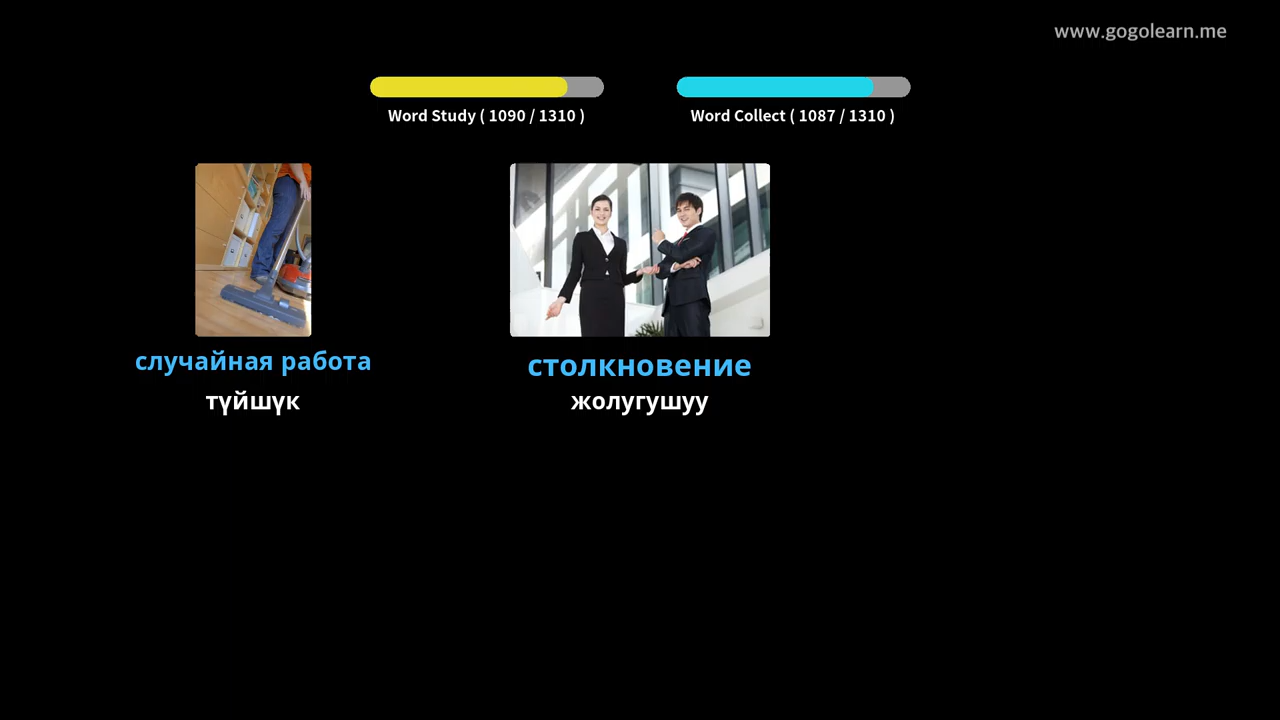 www.gogolearn.me
Word Study ( 1090 / 1310 )
Word Collect ( 1087 / 1310 )
случайная работа
түйшүк
столкновение
жолугушуу